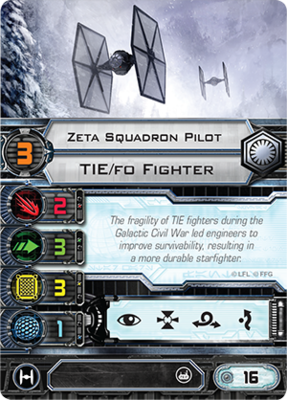 Zeta Squadron Pilot
3
TIE/fo Fighter
2
3
3
1
The fragility of TIE fighters during the
Galactic Civil War led engineers to
improve survivability, resulting in
a more durable starfighter.
©LFL ©FFG
16